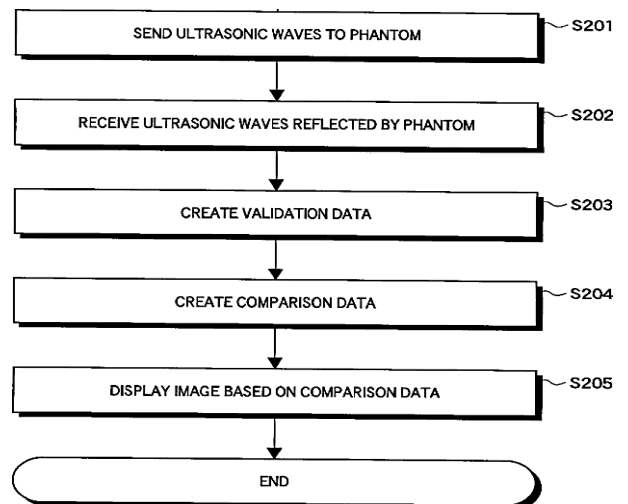 SEND ULTRASONIC WAVES TO PHANTOM
S201
RECEIVE ULTRASONIC WAVES REFLECTED BY PHANTOM
S202
CREATE VALIDATION DATA
S203
CREATE COMPARISON DATA
S204
DISPLAY IMAGE BASED ON COMPARISON DATA
S205
END